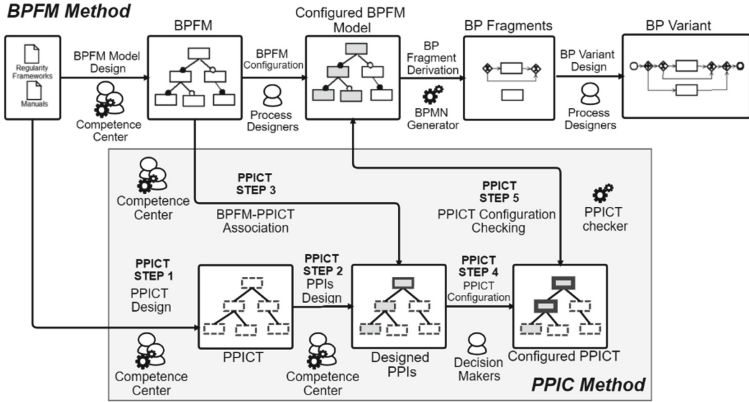 BPFM Method
BPFM
Configured BPFM
Model
BP Fragments
BP Variant
Regularity
Frameworks
Manuals
BPFM Model
Design
Competence
Center
BPFM
Configuration
Process
Designers
BP
Fragment
Derivation
BPMN
Generator
BP Variant
Design
Process
Designers
Competence
Center
PPICT
STEP 3
BPFM-PPICT
Association
PPICT
STEP 5
PPICT Configuration
Checking
PPICT
checker
PPICT
STEP 1
PPICT
Design
Competence
Center
PPICT
PPICT
STEP 2
PPIs
Design
Competence
Center
Designed
PPIs
PPICT
STEP 4
PPICT
Configuration
Decision
Makers
Configured PPICT
PPIC Method